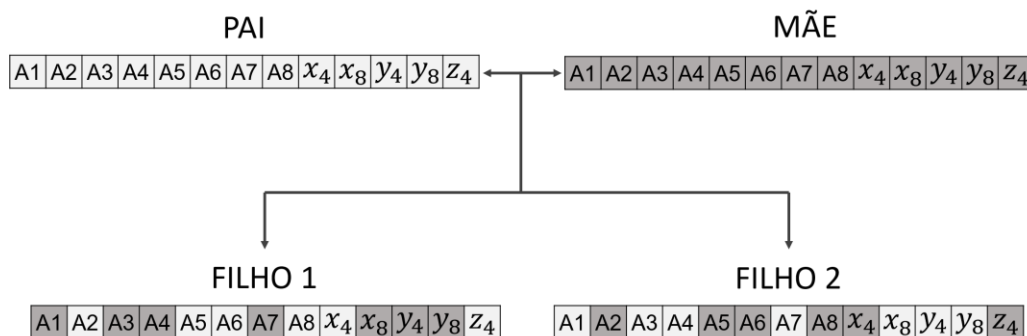 PAI
MÃE
A1 A2 A3 A4 A5 A6 A7 A8 x₄ x₈ y₄ y₈ z₄
A1 A2 A3 A4 A5 A6 A7 A8 x₄ x₈ y₄ y₈ z₄
FILHO 1
FILHO 2
A1 A2 A3 A4 A5 A6 A7 A8 x₄ x₈ y₄ y₈ z₄
A1 A2 A3 A4 A5 A6 A7 A8 x₄ x₈ y₄ y₈ z₄